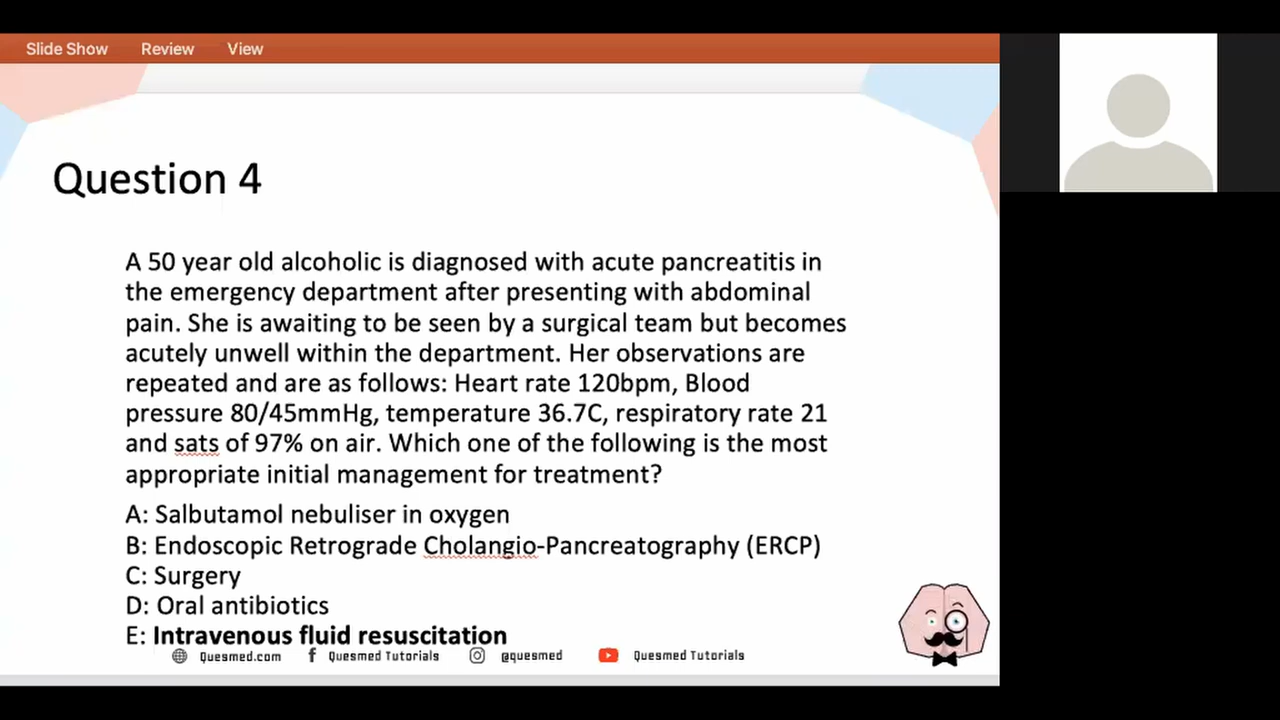 Slide Show Review View
Question 4
A 50 year old alcoholic is diagnosed with acute pancreatitis in
the emergency department after presenting with abdominal
pain. She is awaiting to be seen by a surgical team but becomes
acutely unwell within the department. Her observations are
repeated and are as follows: Heart rate 120bpm, Blood
pressure 80/45mmHg, temperature 36.7C, respiratory rate 21
and sats of 97% on air. Which one of the following is the most
appropriate initial management for treatment?
A: Salbutamol nebuliser in oxygen
B: Endoscopic Retrograde Cholangio-Pancreatography (ERCP)
C: Surgery
D: Oral antibiotics
E: Intravenous fluid resuscitation
Quesmed.com Quesmed Tutorials @quesmed Quesmed Tutorials